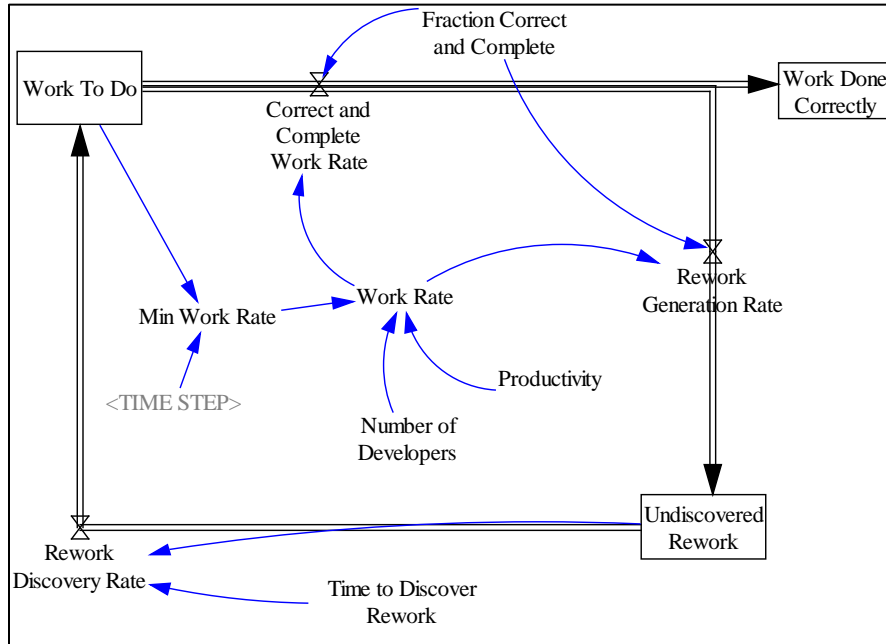 Fraction Correct
and Complete
Work To Do
Work Done
Correctly
Correct and
Complete
Work Rate
Rework
Generation Rate
Work Rate
Min Work Rate
Productivity
<TIME STEP>
Number of
Developers
Undiscovered
Rework
Rework
Discovery Rate
Time to Discover
Rework